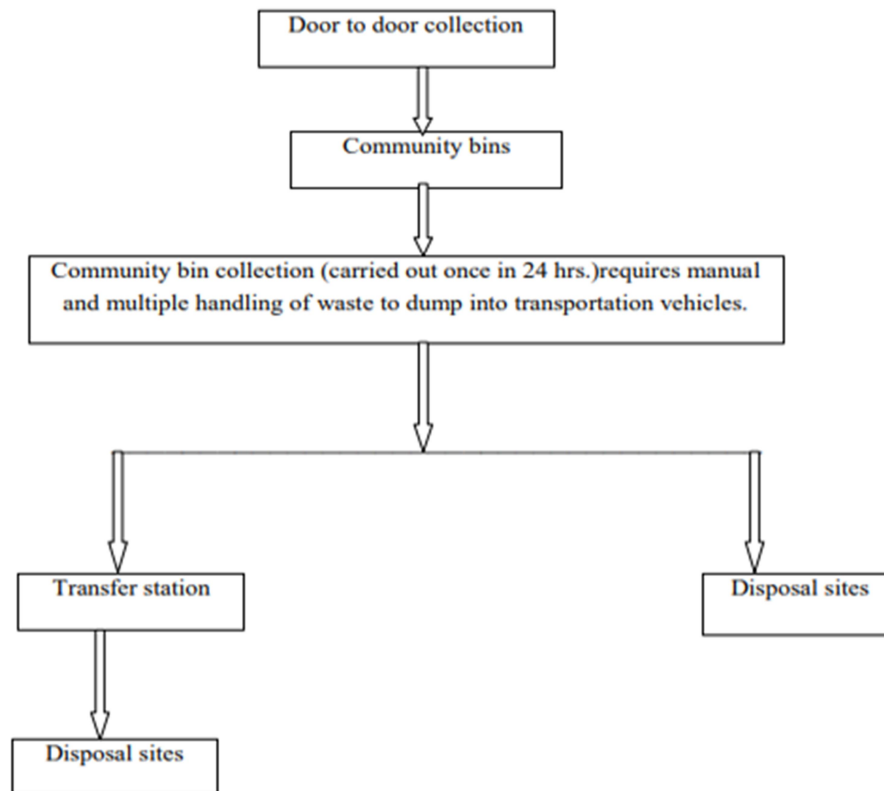 Door to door collection
Community bins
Community bin collection (carried out once in 24 hrs.)requires manual
and multiple handling of waste to dump into transportation vehicles.
Transfer station
Disposal sites
Disposal sites